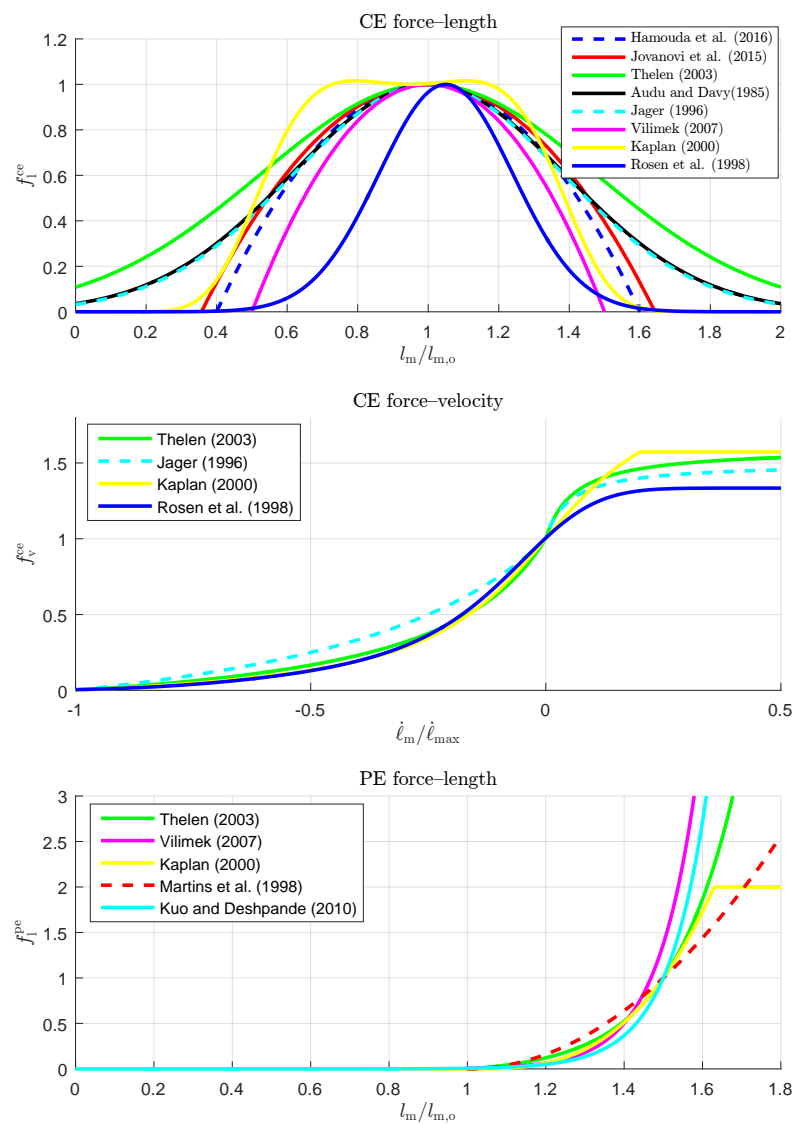 CE force–length
1.2
1
0.8
0.6
0.4
0.2
0
f_l^ce
Hamouda et al. (2016)
Jovanovi et al. (2015)
Thelen (2003)
Audu and Davy(1985)
Jager (1996)
Vilimek (2007)
Kaplan (2000)
Rosen et al. (1998)
0 0.2 0.4 0.6 0.8 1 1.2 1.4 1.6 1.8 2
l_m/l_m,o
CE force–velocity
Thelen (2003)
Jager (1996)
Kaplan (2000)
Rosen et al. (1998)
1.5
1
0.5
0
f_v^ce
-1 -0.5 0 0.5
ℓ̇_m/ℓ̇_max
PE force–length
3
2.5
2
1.5
1
0.5
0
f_l^pe
Thelen (2003)
Vilimek (2007)
Kaplan (2000)
Martins et al. (1998)
Kuo and Deshpande (2010)
0 0.2 0.4 0.6 0.8 1 1.2 1.4 1.6 1.8
l_m/l_m,o